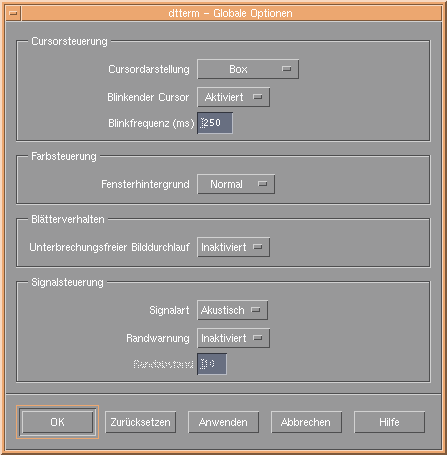 dtterm – Globale Optionen
Cursorsteuerung
Cursordarstellung Box
Blinkender Cursor Aktiviert
Blinkfrequenz (ms) 250
Farbsteuerung
Fensterhintergrund Normal
Blätterverhalten
Unterbrechungsfreier Bilddurchlauf Inaktiviert
Signalsteuerung
Signalart Akustisch
Randwarnung Inaktiviert
Randabstand 10
OK Zurücksetzen Anwenden Abbrechen Hilfe